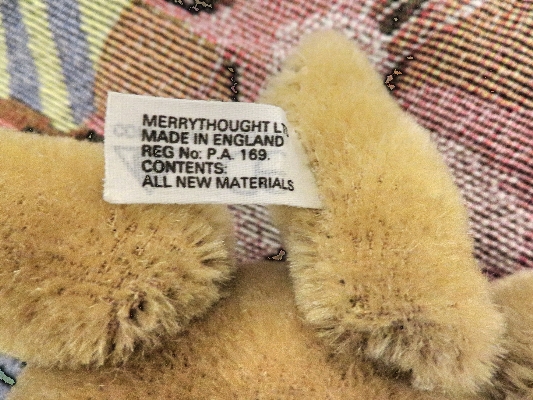 MERRYTHOUGHT LT
MADE IN ENGLAND
REG No: P.A. 169.
CONTENTS:
ALL NEW MATERIALS